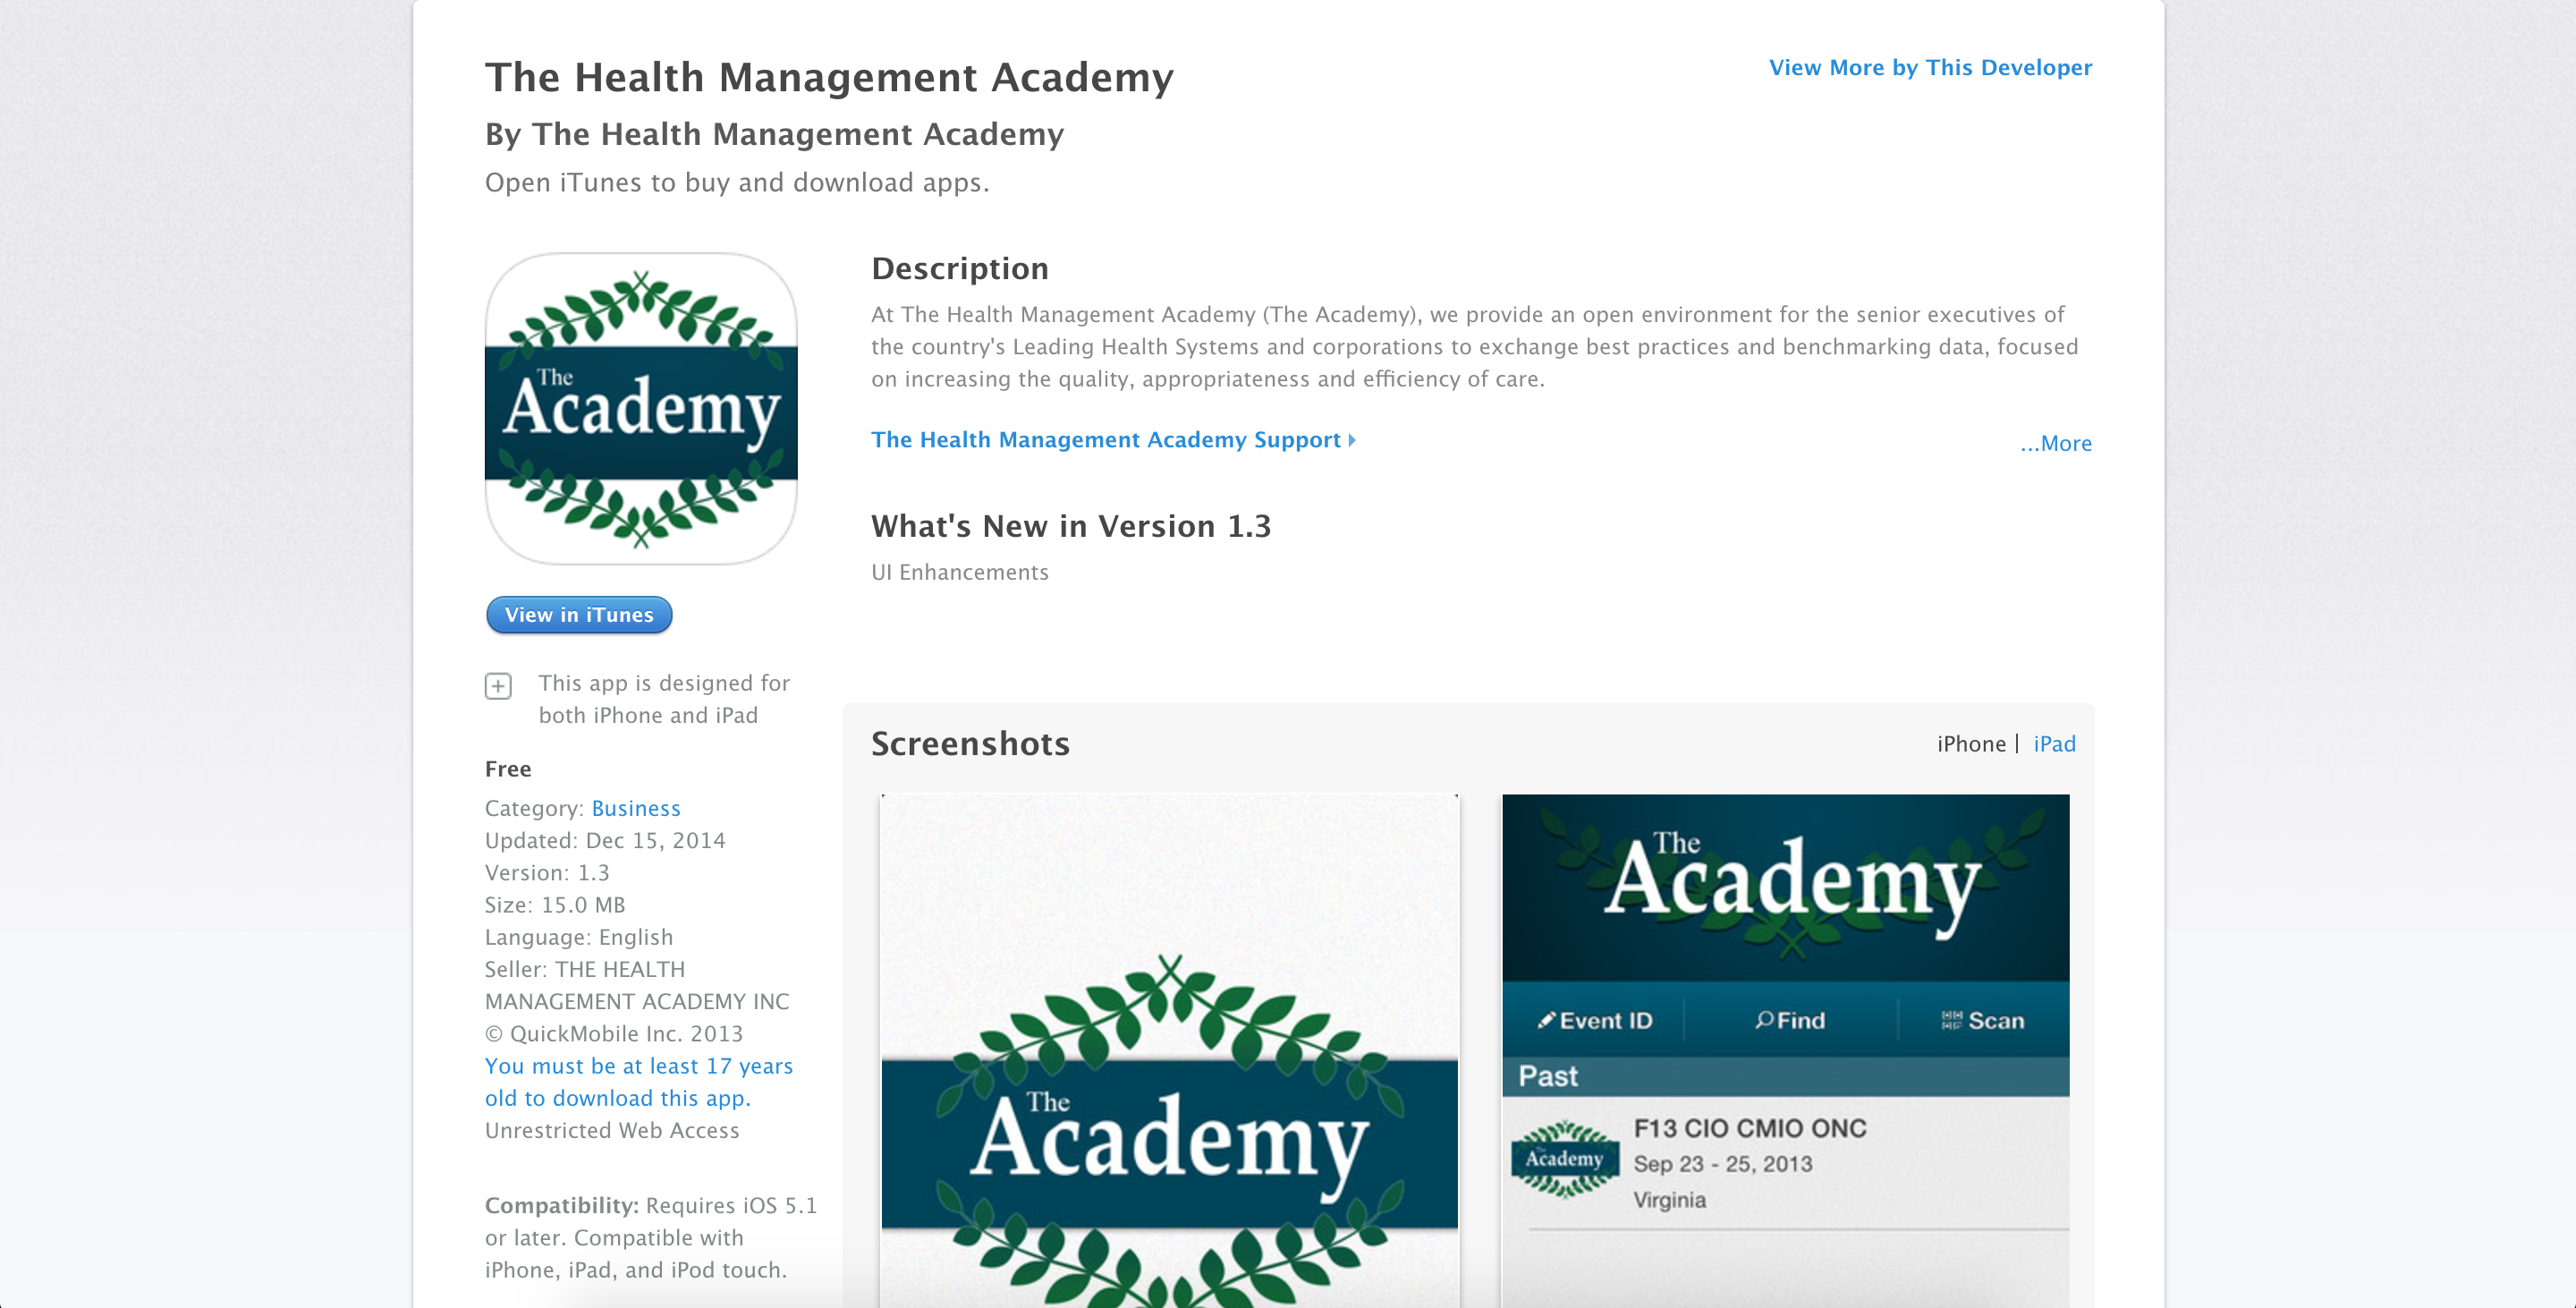 The Health Management Academy
View More by This Developer
By The Health Management Academy
Open iTunes to buy and download apps.
The
Academy
View in iTunes
This app is designed for
both iPhone and iPad
Free
Category: Business
Updated: Dec 15, 2014
Version: 1.3
Size: 15.0 MB
Language: English
Seller: THE HEALTH
MANAGEMENT ACADEMY INC
© QuickMobile Inc. 2013
You must be at least 17 years
old to download this app.
Unrestricted Web Access
Compatibility: Requires iOS 5.1
or later. Compatible with
iPhone, iPad, and iPod touch.
Description
At The Health Management Academy (The Academy), we provide an open environment for the senior executives of
the country's Leading Health Systems and corporations to exchange best practices and benchmarking data, focused
on increasing the quality, appropriateness and efficiency of care.
The Health Management Academy Support
...More
What's New in Version 1.3
UI Enhancements
Screenshots
iPhone | iPad
The
Academy
The
Academy
Event ID
Find
Scan
Past
Academy
F13 CIO CMIO ONC
Sep 23 - 25, 2013
Virginia